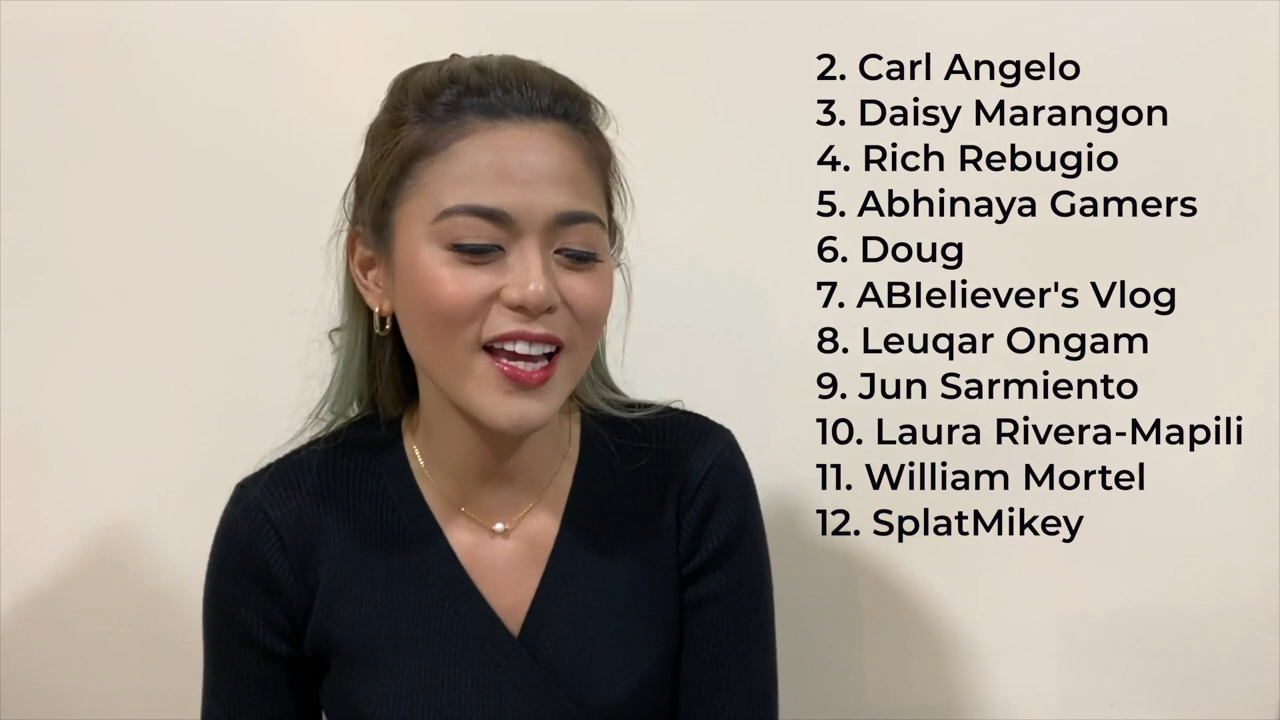 2. Carl Angelo
3. Daisy Marangon
4. Rich Rebugio
5. Abhinaya Gamers
6. Doug
7. ABIeliever's Vlog
8. Leuqar Ongam
9. Jun Sarmiento
10. Laura Rivera-Mapili
11. William Mortel
12. SplatMikey